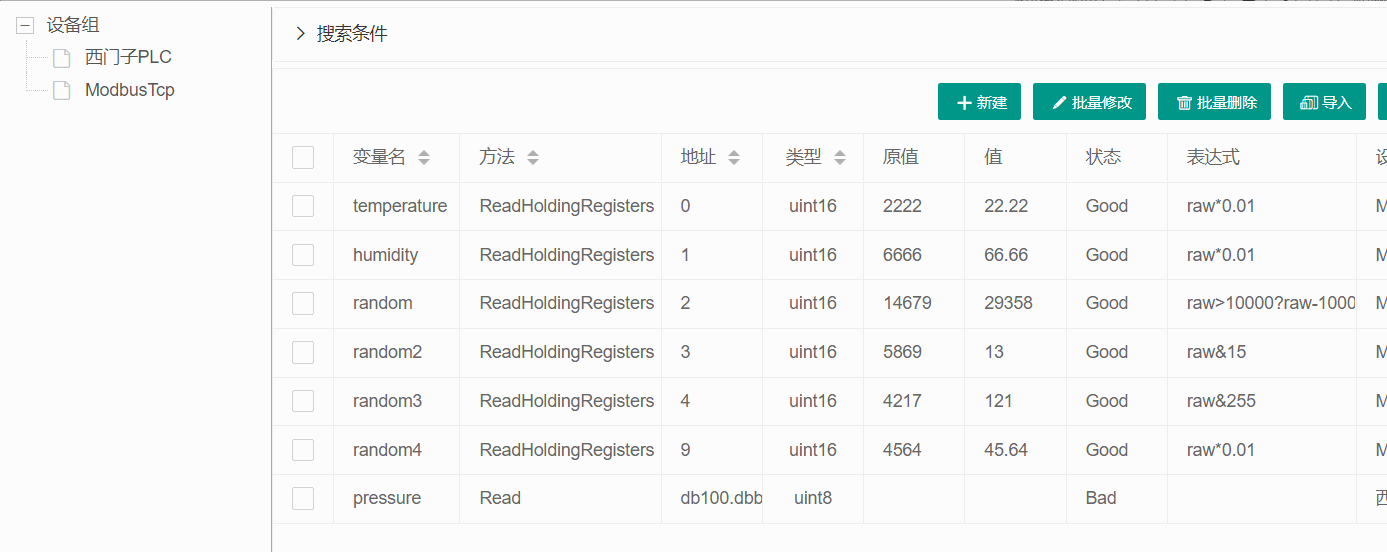 设备组
西门子PLC
ModbusTcp
搜索条件
新建 批量修改 批量删除 导入
变量名 方法 地址 类型 原值 值 状态 表达式
temperature ReadHoldingRegisters 0 uint16 2222 22.22 Good raw*0.01 M
humidity ReadHoldingRegisters 1 uint16 6666 66.66 Good raw*0.01 M
random ReadHoldingRegisters 2 uint16 14679 29358 Good raw>10000?raw-1000 M
random2 ReadHoldingRegisters 3 uint16 5869 13 Good raw&15 M
random3 ReadHoldingRegisters 4 uint16 4217 121 Good raw&255 M
random4 ReadHoldingRegisters 9 uint16 4564 45.64 Good raw*0.01 M
pressure Read db100.dbb uint8 Bad 西